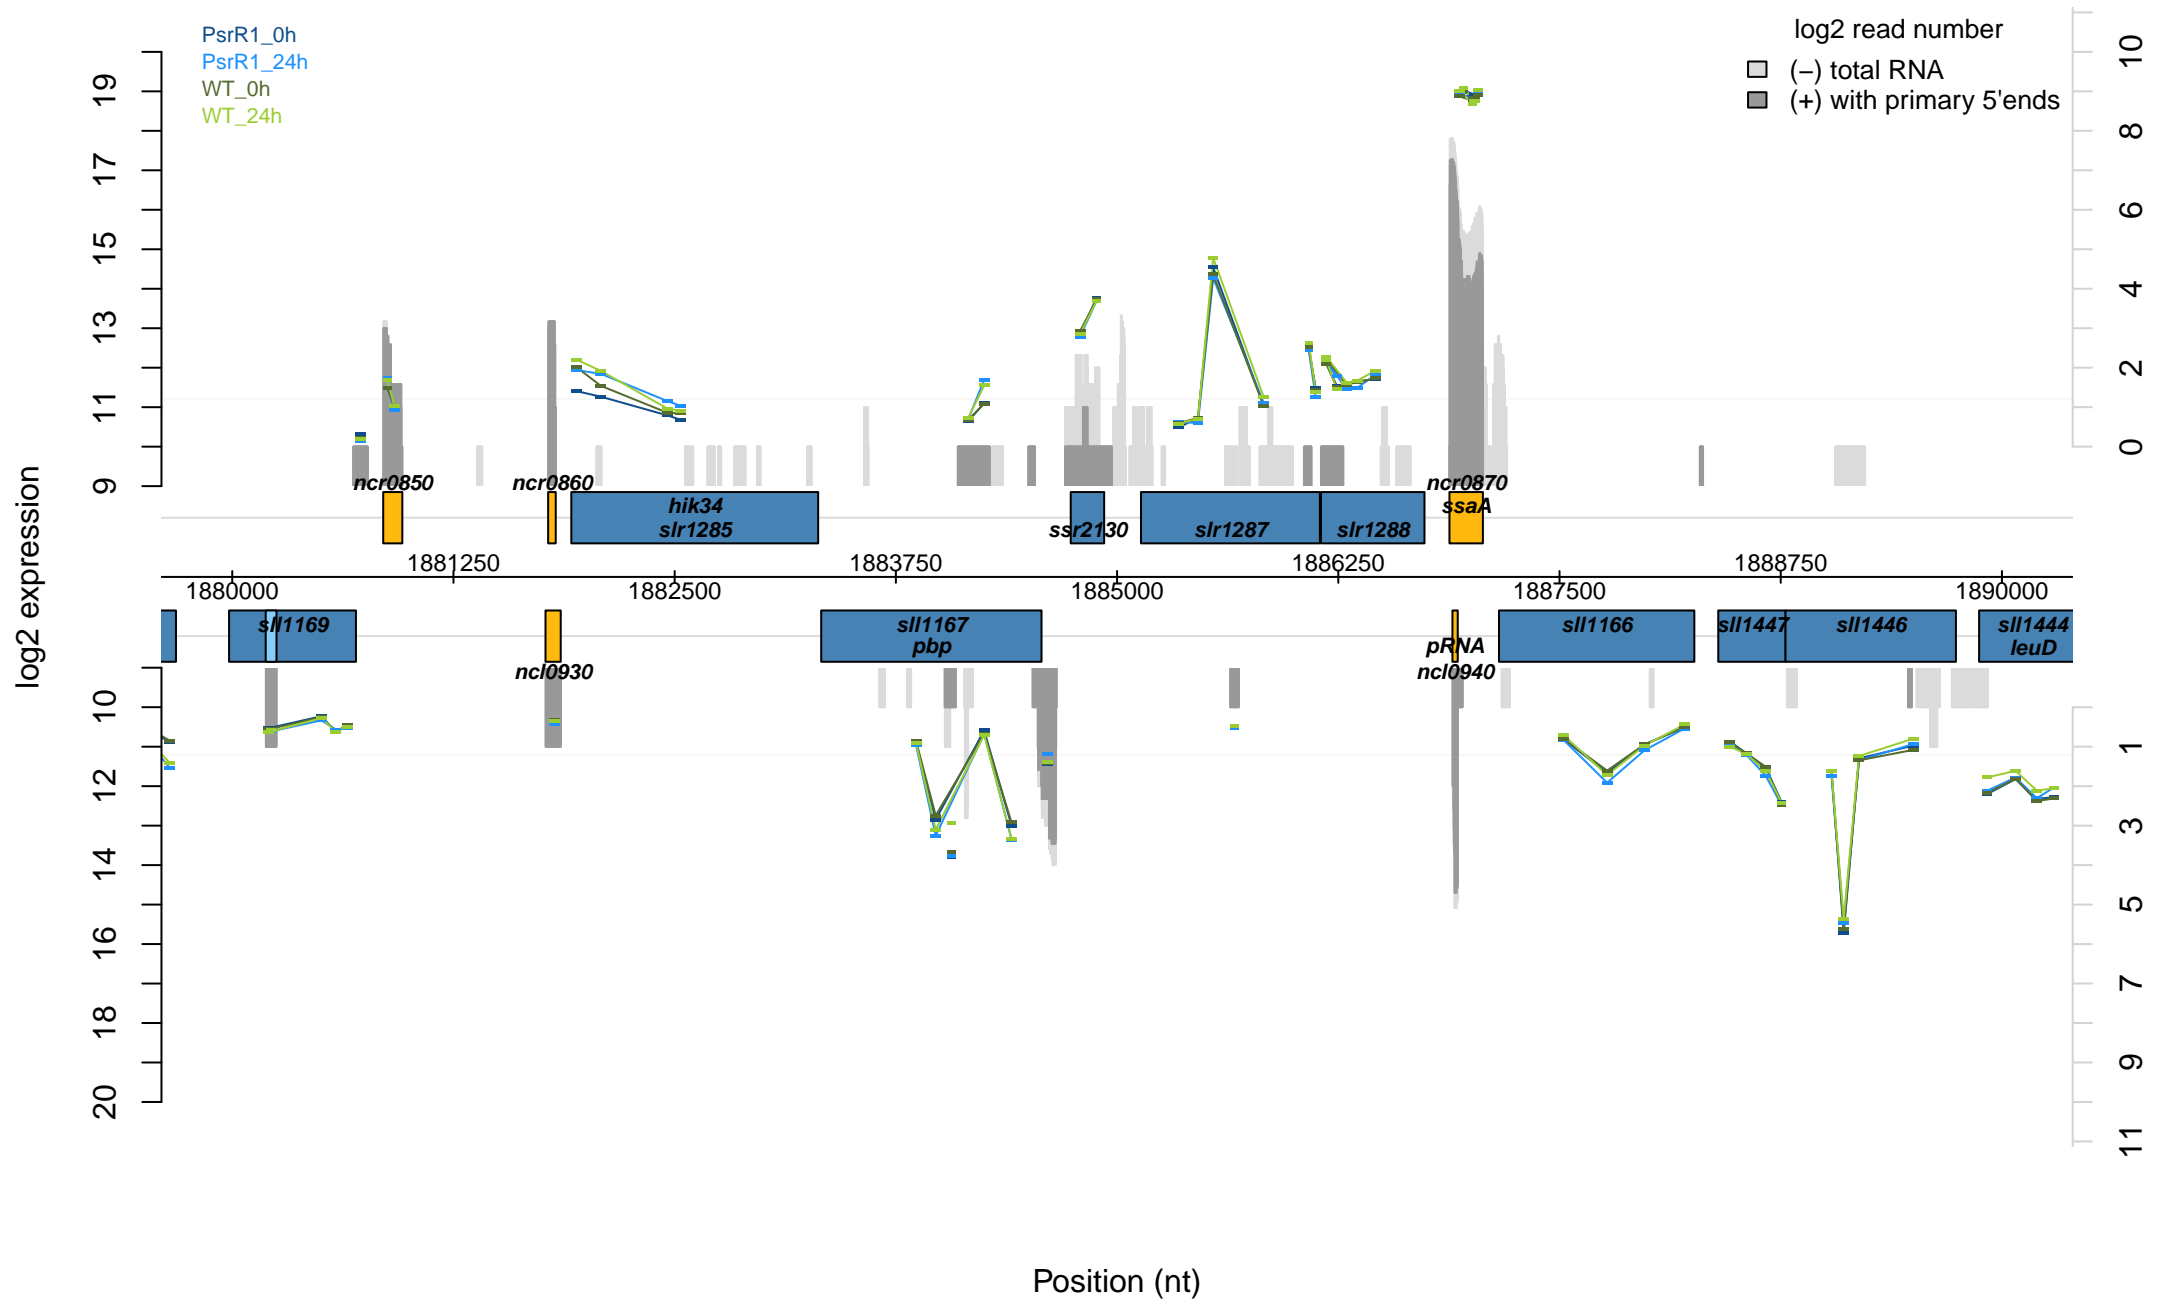 PsrR1_0h
PsrR1_24h
WT_0h
WT_24h
log2 read number
(−) total RNA
(+) with primary 5'ends
log2 expression
19
17
15
13
11
9
10
8
6
4
2
0
ncr0850
ncr0860
ncr0870
hik34
ssaA
slr1285
ssr2130
slr1287
slr1288
1881250
1883750
1886250
1888750
1880000
1882500
1885000
1887500
1890000
sll1169
sll1167
sll1166
sll1447
sll1446
sll1444
pbp
pRNA
leuD
ncl0930
ncl0940
10
12
14
16
18
20
1
3
5
7
9
11
Position (nt)